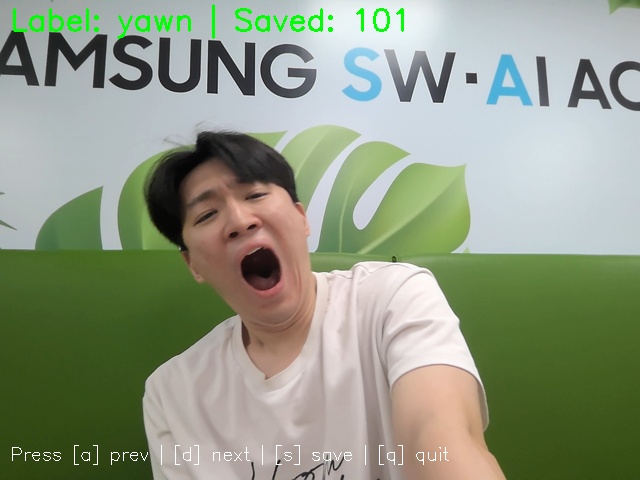 Label: yawn | Saved: 101
AMSUNG SW·AI AC
Press [a] prev | [d] next | [s] save | [q] quit